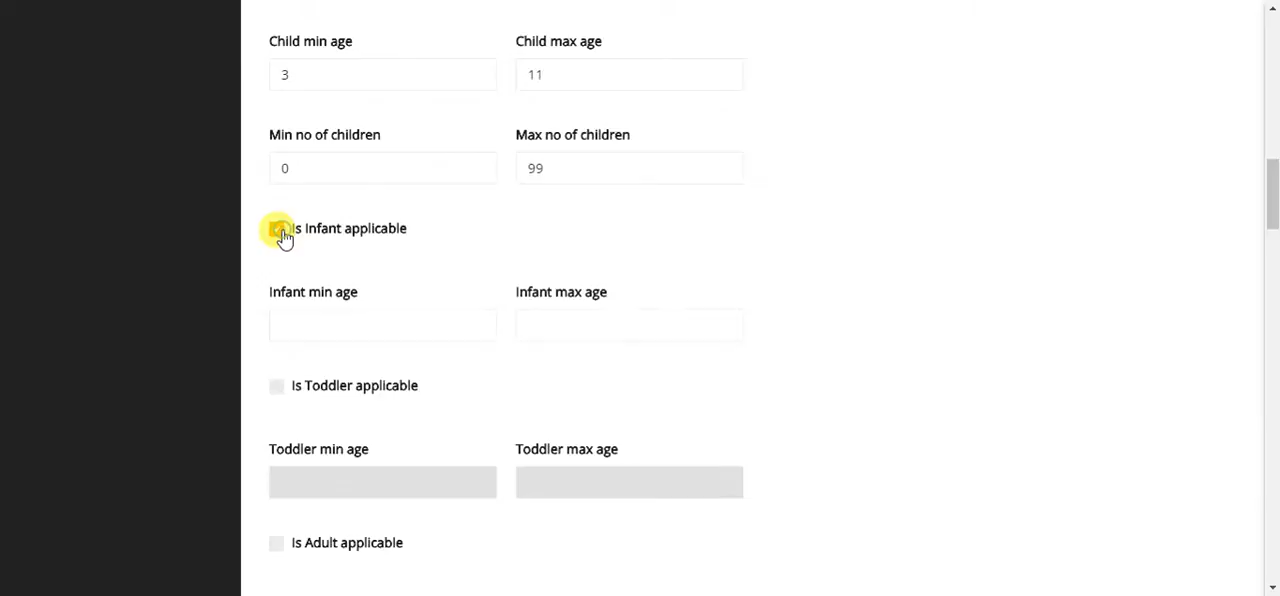 Child min age Child max age
3 11
Min no of children Max no of children
0 99
Is Infant applicable
Infant min age Infant max age
Is Toddler applicable
Toddler min age Toddler max age
Is Adult applicable